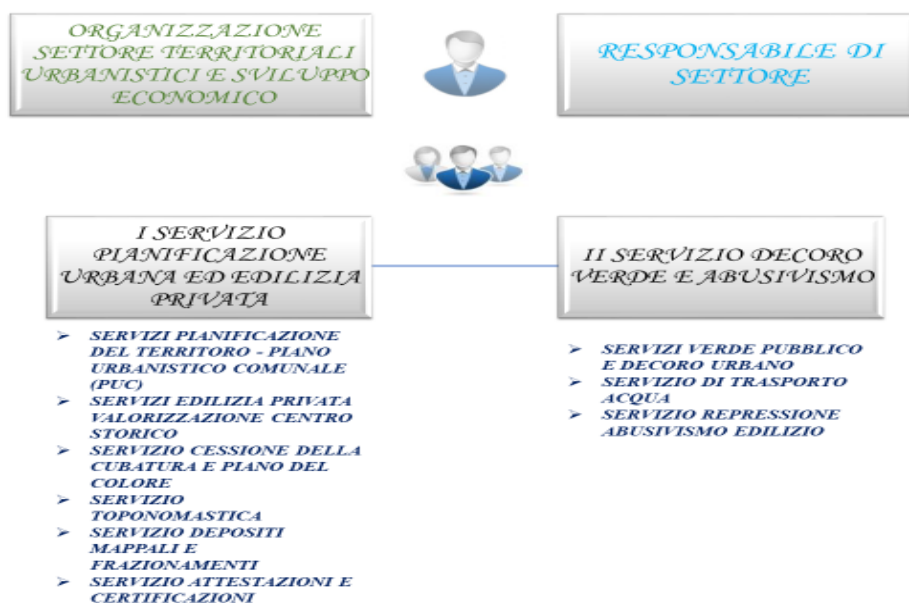 ORGANIZZAZIONE
SETTORE TERRITORIALI
URBANISTICI E SVILUPPO
ECONOMICO
RESPONSABILE DI
SETTORE
I SERVIZIO
PIANIFICAZIONE
URBANA ED EDILIZIA
PRIVATA
➢ SERVIZI PIANIFICAZIONE
DEL TERRITORO - PIANO
URBANISTICO COMUNALE
(PUC)
➢ SERVIZI EDILIZIA PRIVATA
VALORIZZAZIONE CENTRO
STORICO
➢ SERVIZIO CESSIONE DELLA
CUBATURA E PIANO DEL
COLORE
➢ SERVIZIO
TOPONOMASTICA
➢ SERVIZIO DEPOSITI
MAPPALI E
FRAZIONAMENTI
➢ SERVIZIO ATTESTAZIONI E
CERTIFICAZIONI
II SERVIZIO DECORO
VERDE E ABUSIVISMO
➢ SERVIZI VERDE PUBBLICO
E DECORO URBANO
➢ SERVIZIO DI TRASPORTO
ACQUA
➢ SERVIZIO REPRESSIONE
ABUSIVISMO EDILIZIO